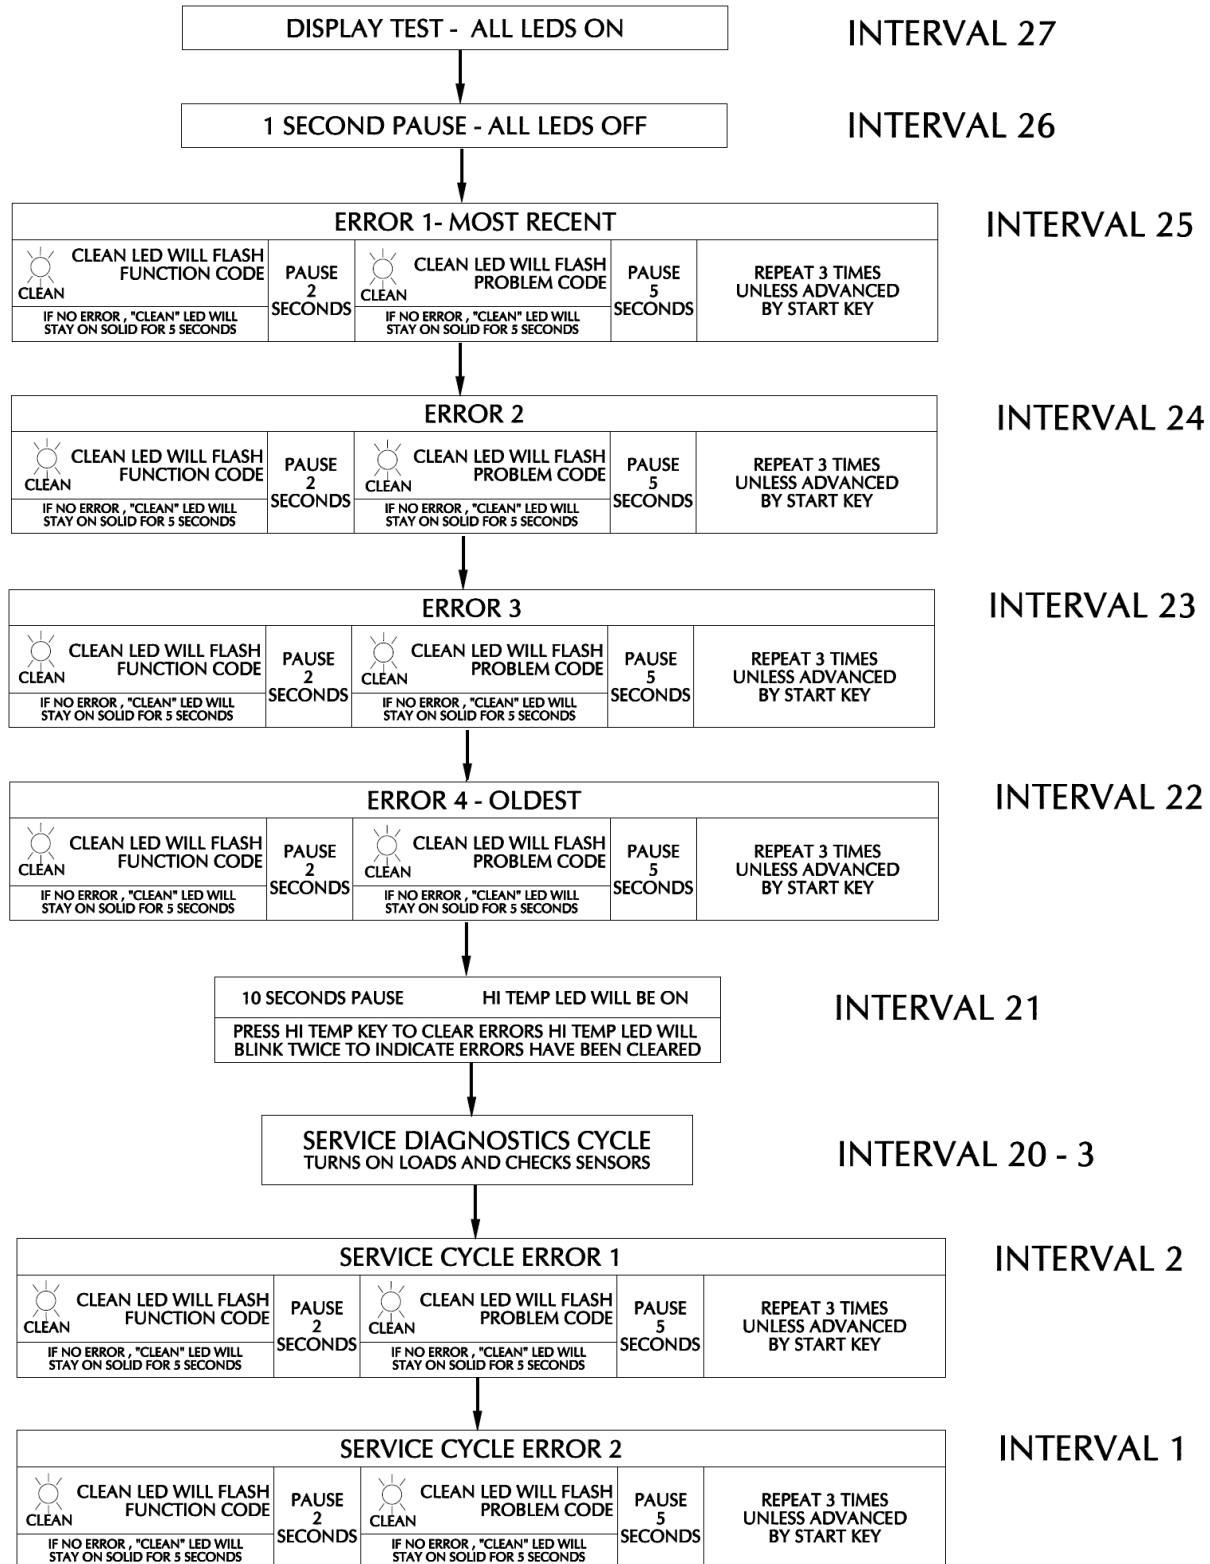 DISPLAY TEST - ALL LEDS ON
INTERVAL 27
1 SECOND PAUSE - ALL LEDS OFF
INTERVAL 26
ERROR 1- MOST RECENT
INTERVAL 25
CLEAN
CLEAN LED WILL FLASH
FUNCTION CODE
IF NO ERROR , "CLEAN" LED WILL
STAY ON SOLID FOR 5 SECONDS
PAUSE
2
SECONDS
CLEAN
CLEAN LED WILL FLASH
PROBLEM CODE
IF NO ERROR , "CLEAN" LED WILL
STAY ON SOLID FOR 5 SECONDS
PAUSE
5
SECONDS
REPEAT 3 TIMES
UNLESS ADVANCED
BY START KEY
ERROR 2
INTERVAL 24
CLEAN
CLEAN LED WILL FLASH
FUNCTION CODE
IF NO ERROR , "CLEAN" LED WILL
STAY ON SOLID FOR 5 SECONDS
PAUSE
2
SECONDS
CLEAN
CLEAN LED WILL FLASH
PROBLEM CODE
IF NO ERROR , "CLEAN" LED WILL
STAY ON SOLID FOR 5 SECONDS
PAUSE
5
SECONDS
REPEAT 3 TIMES
UNLESS ADVANCED
BY START KEY
ERROR 3
INTERVAL 23
CLEAN
CLEAN LED WILL FLASH
FUNCTION CODE
IF NO ERROR , "CLEAN" LED WILL
STAY ON SOLID FOR 5 SECONDS
PAUSE
2
SECONDS
CLEAN
CLEAN LED WILL FLASH
PROBLEM CODE
IF NO ERROR , "CLEAN" LED WILL
STAY ON SOLID FOR 5 SECONDS
PAUSE
5
SECONDS
REPEAT 3 TIMES
UNLESS ADVANCED
BY START KEY
ERROR 4 - OLDEST
INTERVAL 22
CLEAN
CLEAN LED WILL FLASH
FUNCTION CODE
IF NO ERROR , "CLEAN" LED WILL
STAY ON SOLID FOR 5 SECONDS
PAUSE
2
SECONDS
CLEAN
CLEAN LED WILL FLASH
PROBLEM CODE
IF NO ERROR , "CLEAN" LED WILL
STAY ON SOLID FOR 5 SECONDS
PAUSE
5
SECONDS
REPEAT 3 TIMES
UNLESS ADVANCED
BY START KEY
10 SECONDS PAUSE HI TEMP LED WILL BE ON
INTERVAL 21
PRESS HI TEMP KEY TO CLEAR ERRORS HI TEMP LED WILL
BLINK TWICE TO INDICATE ERRORS HAVE BEEN CLEARED
SERVICE DIAGNOSTICS CYCLE
TURNS ON LOADS AND CHECKS SENSORS
INTERVAL 20 - 3
SERVICE CYCLE ERROR 1
INTERVAL 2
CLEAN
CLEAN LED WILL FLASH
FUNCTION CODE
IF NO ERROR , "CLEAN" LED WILL
STAY ON SOLID FOR 5 SECONDS
PAUSE
2
SECONDS
CLEAN
CLEAN LED WILL FLASH
PROBLEM CODE
IF NO ERROR , "CLEAN" LED WILL
STAY ON SOLID FOR 5 SECONDS
PAUSE
5
SECONDS
REPEAT 3 TIMES
UNLESS ADVANCED
BY START KEY
SERVICE CYCLE ERROR 2
INTERVAL 1
CLEAN
CLEAN LED WILL FLASH
FUNCTION CODE
IF NO ERROR , "CLEAN" LED WILL
STAY ON SOLID FOR 5 SECONDS
PAUSE
2
SECONDS
CLEAN
CLEAN LED WILL FLASH
PROBLEM CODE
IF NO ERROR , "CLEAN" LED WILL
STAY ON SOLID FOR 5 SECONDS
PAUSE
5
SECONDS
REPEAT 3 TIMES
UNLESS ADVANCED
BY START KEY